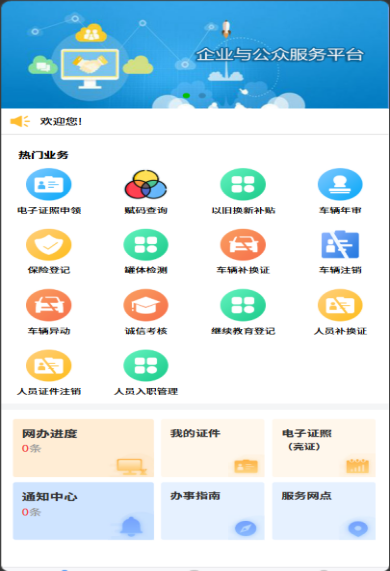 企业与公众服务平台
欢迎您!
热门业务
电子证照申领 赋码查询 以旧换新补贴 车辆年审
保险登记 罐体检测 车辆补换证 车辆注销
车辆异动 诚信考核 继续教育登记 人员补换证
人员证件注销 人员入职管理
网办进度 我的证件 电子证照
0条 (亮证)
通知中心 办事指南 服务网点
0条